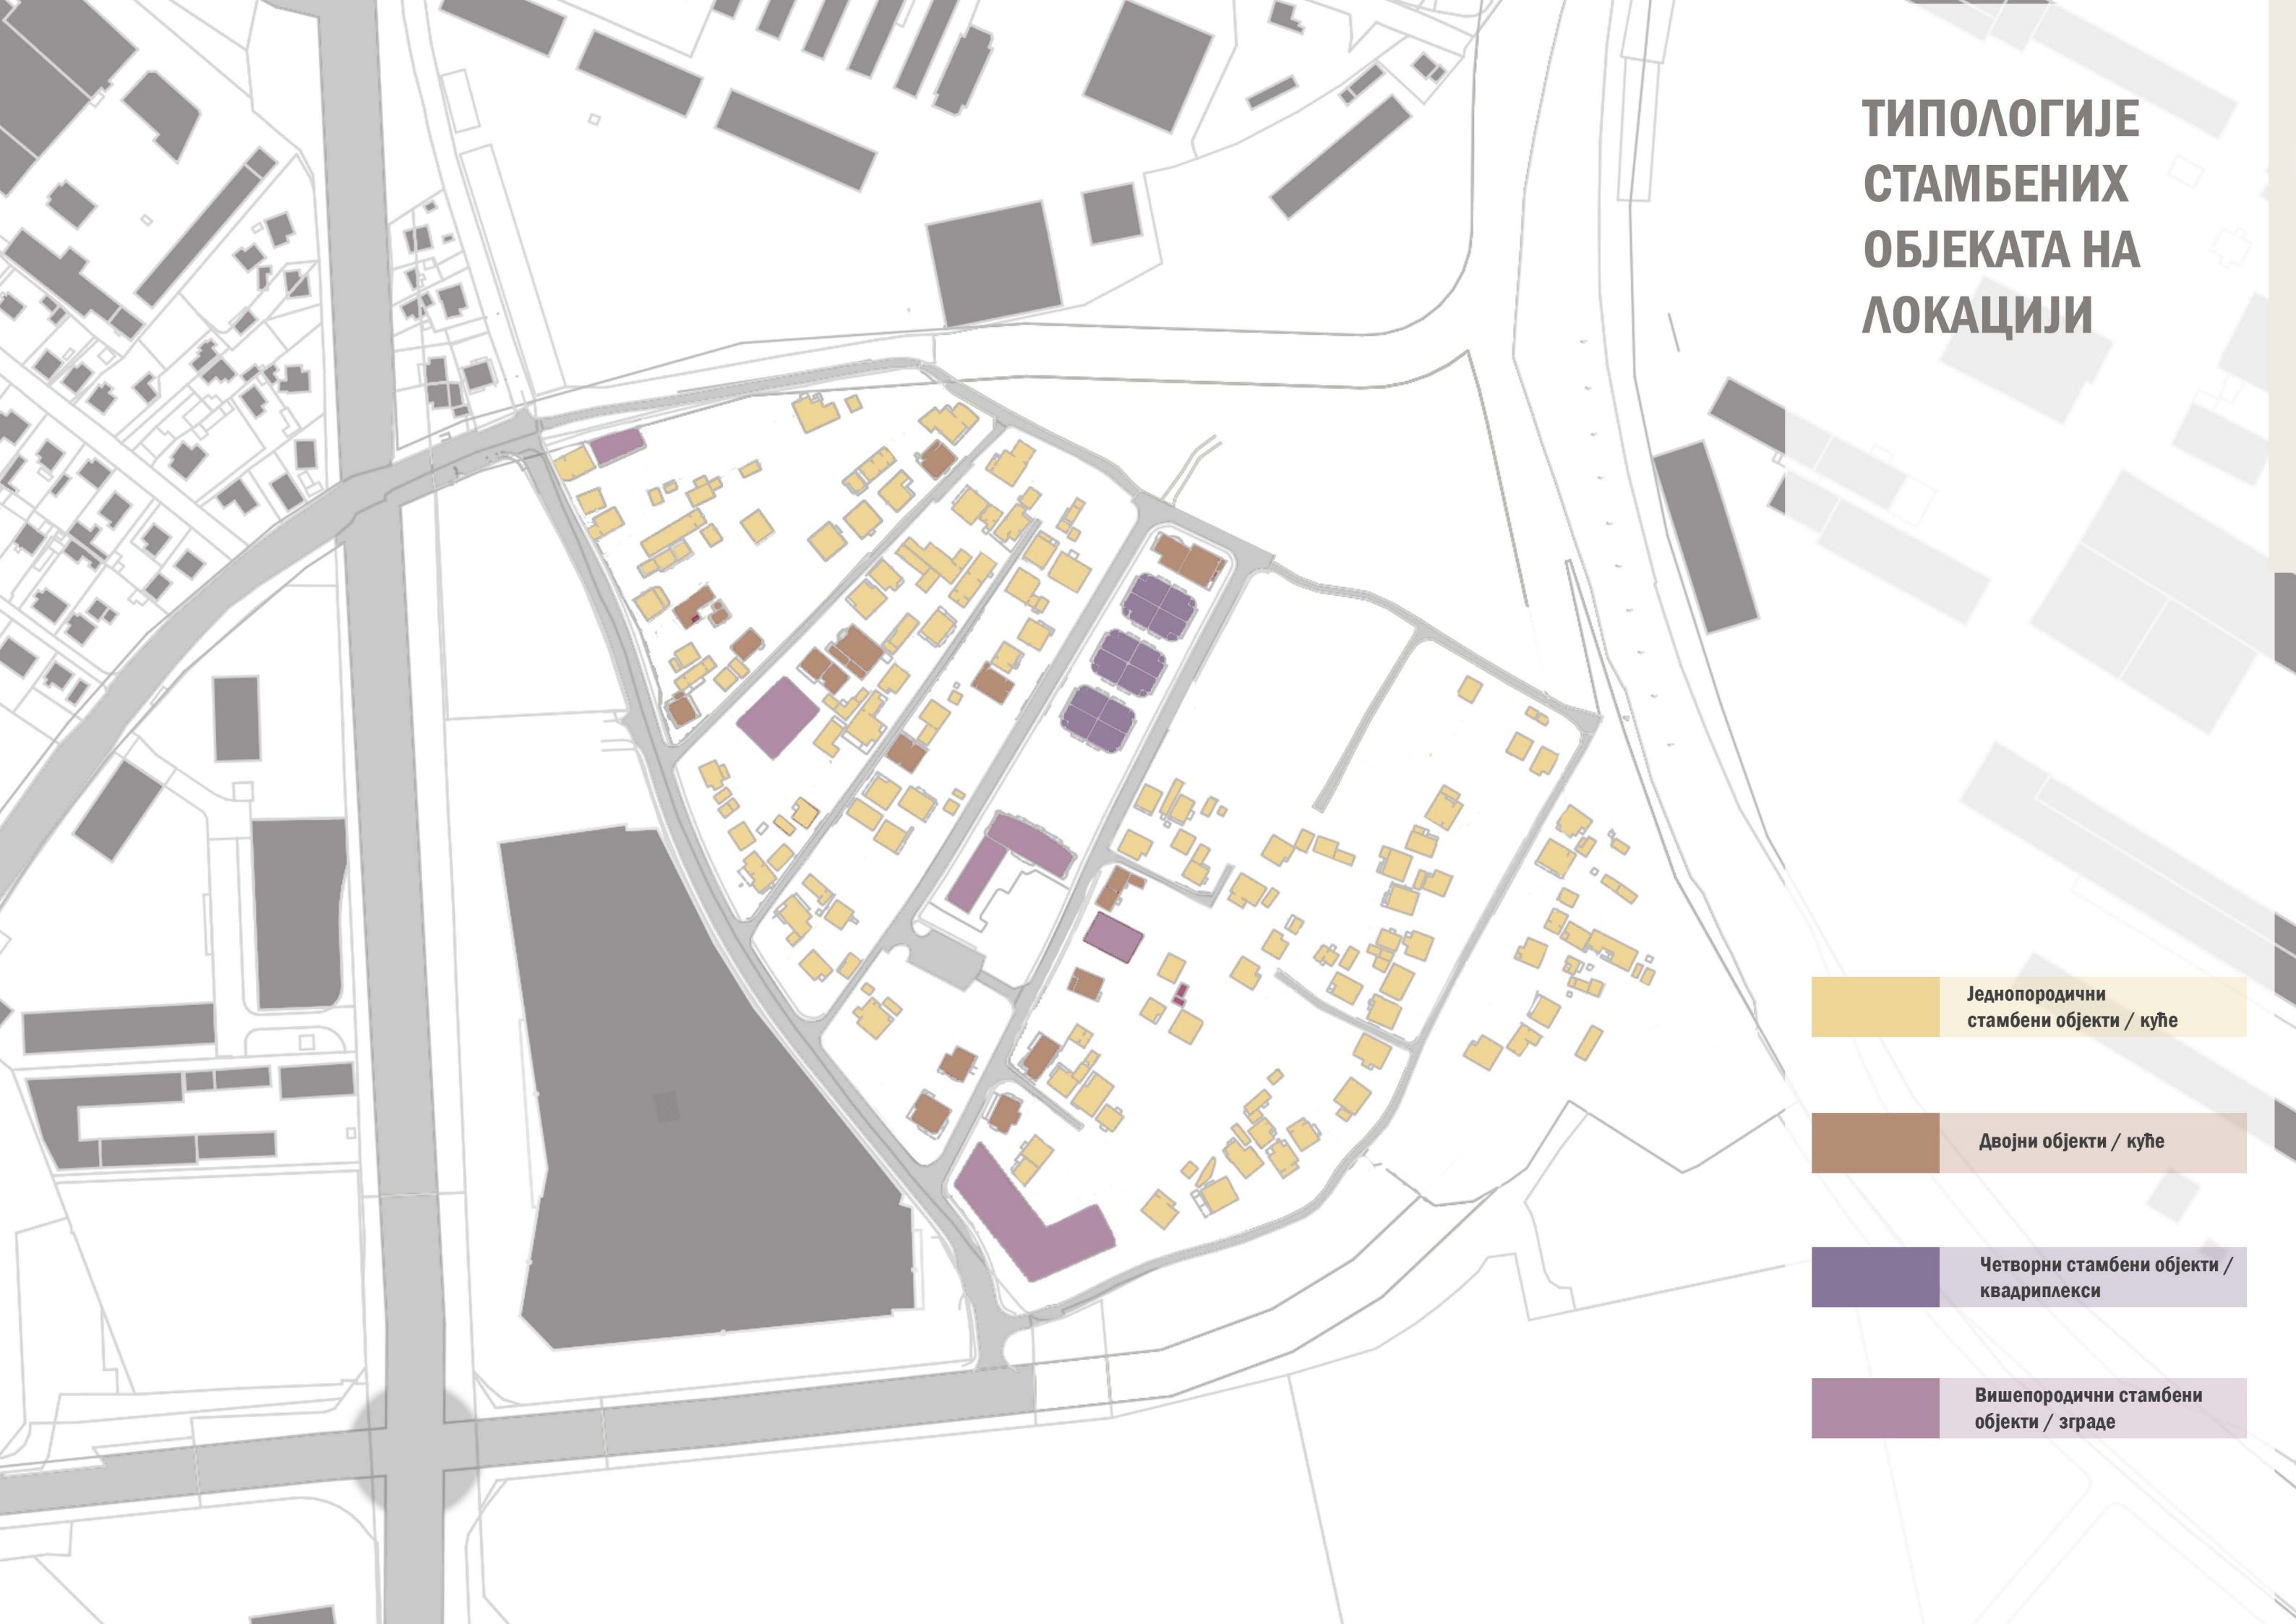 ТИПОЛОГИЈЕ
СТАМБЕНИХ
ОБЈЕКАТА НА
ЛОКАЦИЈИ
Једнопородични
стамбени објекти / куће
Двојни објекти / куће
Четворни стамбени објекти /
квадриплекси
Вишепородични стамбени
објекти / зграде